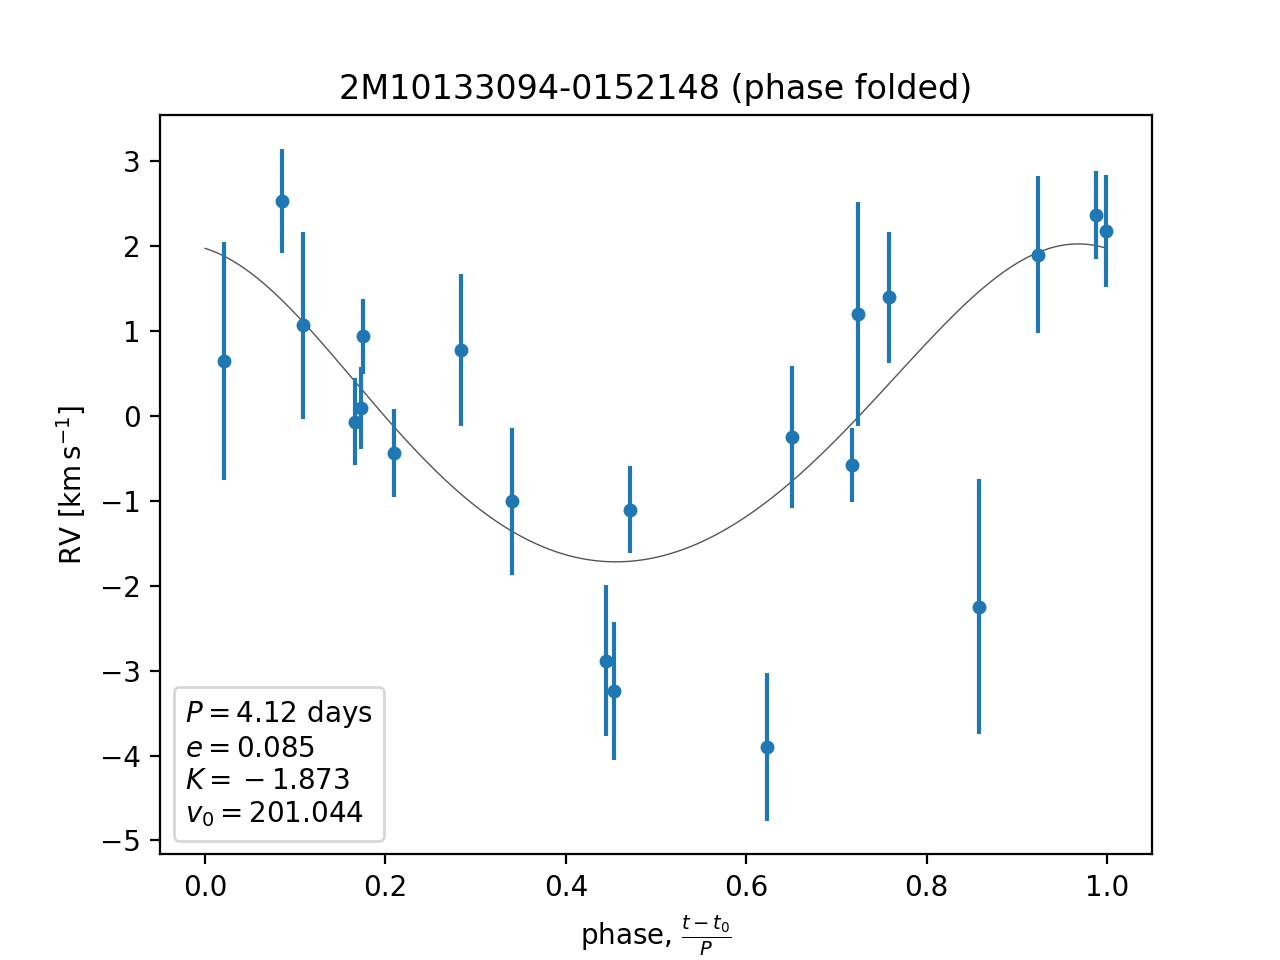 2M10133094-0152148 (phase folded)
3
2
1
0
−1
−2
−3
−4
−5
RV [km s⁻¹]
P = 4.12 days
e = 0.085
K = −1.873
v₀ = 201.044
0.0 0.2 0.4 0.6 0.8 1.0
phase, (t − t₀)/P